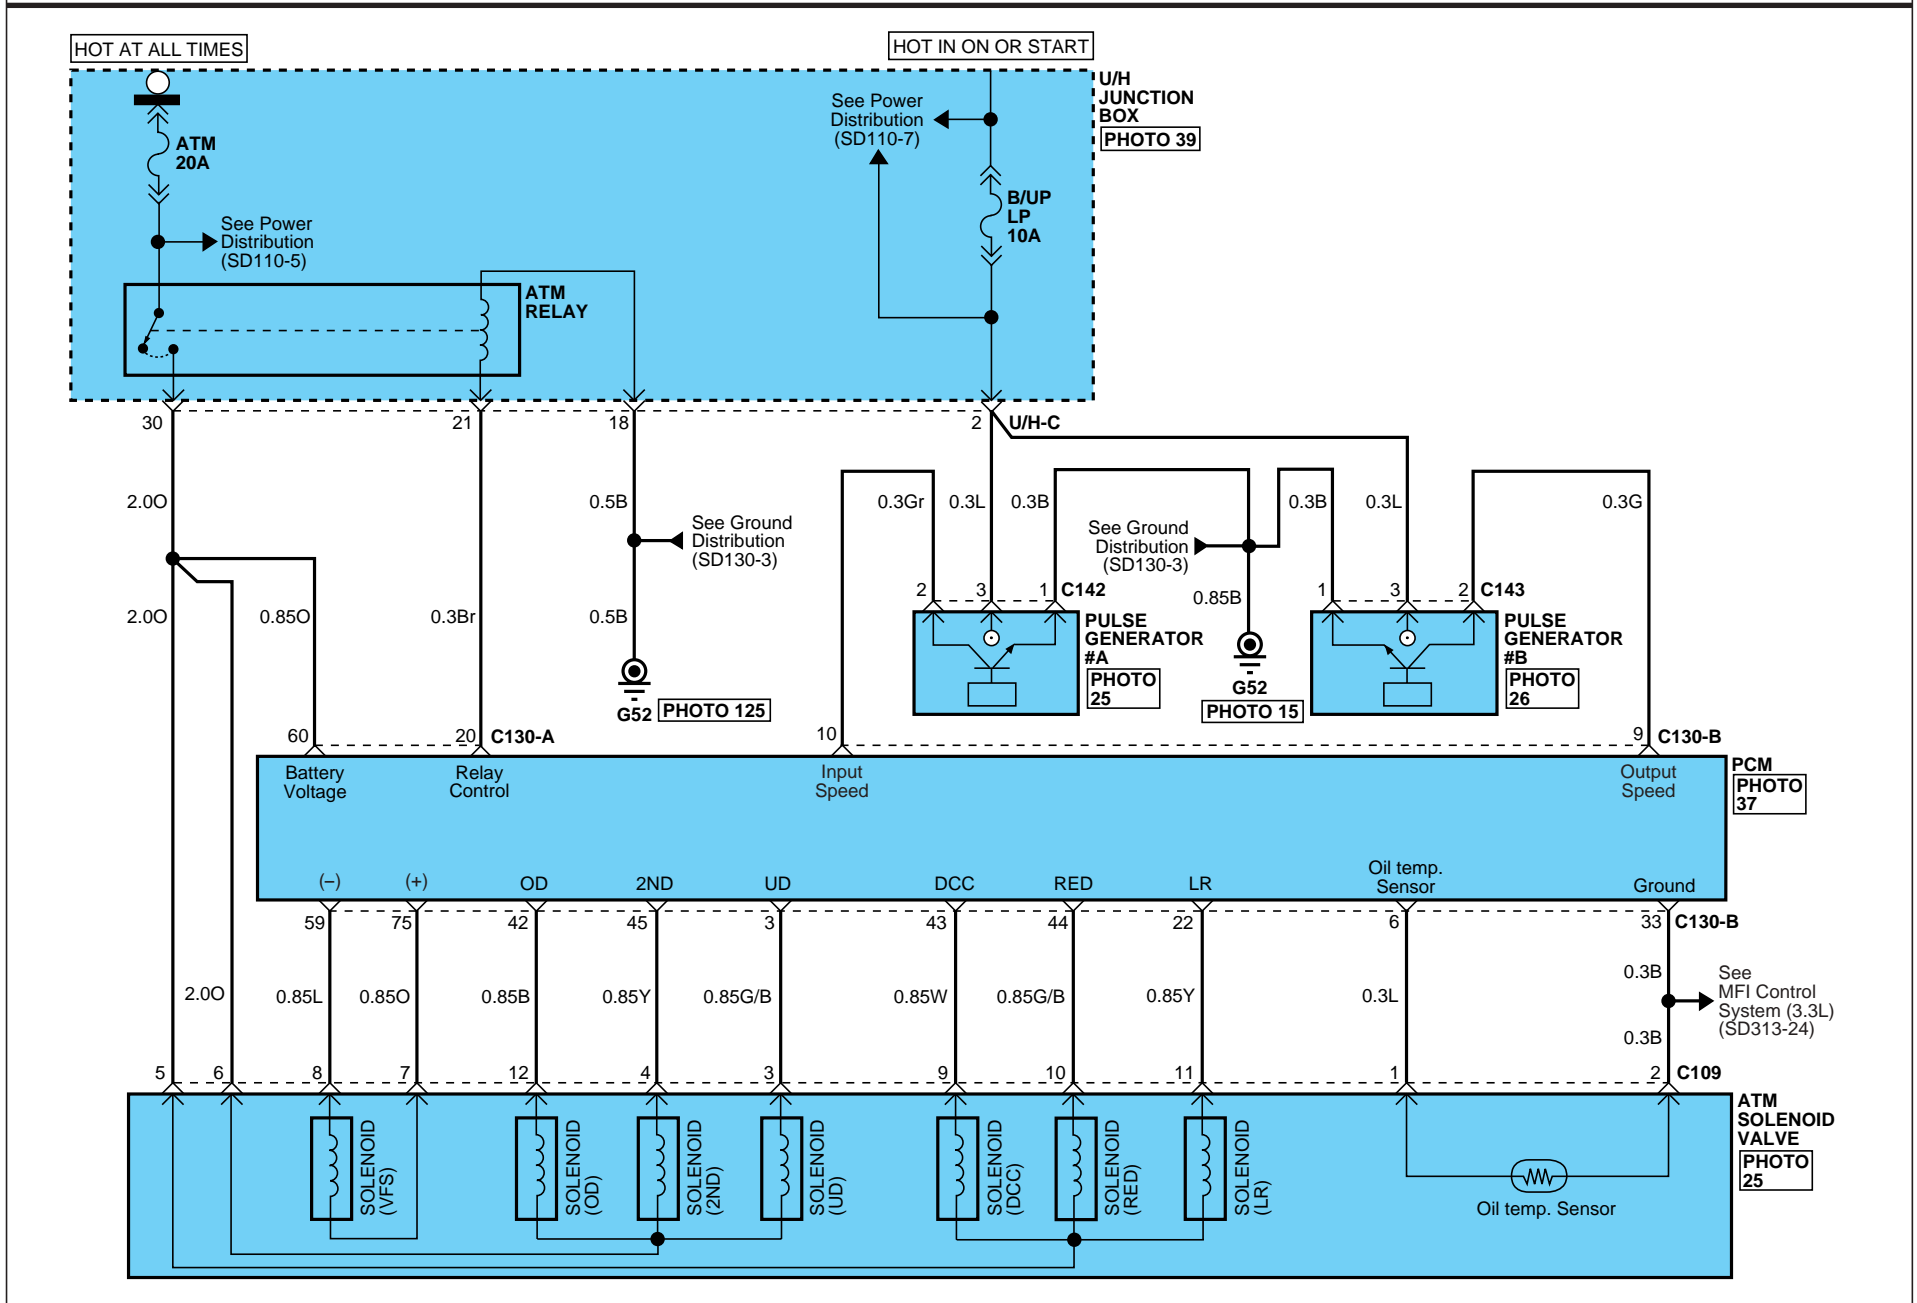 HOT AT ALL TIMES
HOT IN ON OR START
U/H
JUNCTION
BOX
PHOTO 39
ATM
20A
See Power
Distribution
(SD110-5)
See Power
Distribution
(SD110-7)
B/UP
LP
10A
ATM
RELAY
30
21
18
2
U/H-C
2.0O
0.5B
See Ground
Distribution
(SD130-3)
0.3Gr
0.3L
0.3B
See Ground
Distribution
(SD130-3)
0.3B
0.3L
0.3G
2.0O
0.85O
0.3Br
0.5B
2
3
1
C142
0.85B
1
3
2
C143
PULSE
GENERATOR
#A
PHOTO
25
PULSE
GENERATOR
#B
PHOTO
26
G52
PHOTO 125
G52
PHOTO 15
60
20
C130-A
10
9
C130-B
Battery
Voltage
Relay
Control
Input
Speed
Output
Speed
PCM
PHOTO
37
(–)
(+)
OD
2ND
UD
DCC
RED
LR
Oil temp.
Sensor
Ground
59
75
42
45
3
43
44
22
6
33
C130-B
2.0O
0.85L
0.85O
0.85B
0.85Y
0.85G/B
0.85W
0.85G/B
0.85Y
0.3L
0.3B
See
MFI Control
System (3.3L)
(SD313-24)
0.3B
5
6
8
7
12
4
3
9
10
11
1
2
C109
ATM
SOLENOID
VALVE
PHOTO
25
SOLENOID
(VFS)
SOLENOID
(OD)
SOLENOID
(2ND)
SOLENOID
(UD)
SOLENOID
(DCC)
SOLENOID
(RED)
SOLENOID
(LR)
Oil temp. Sensor